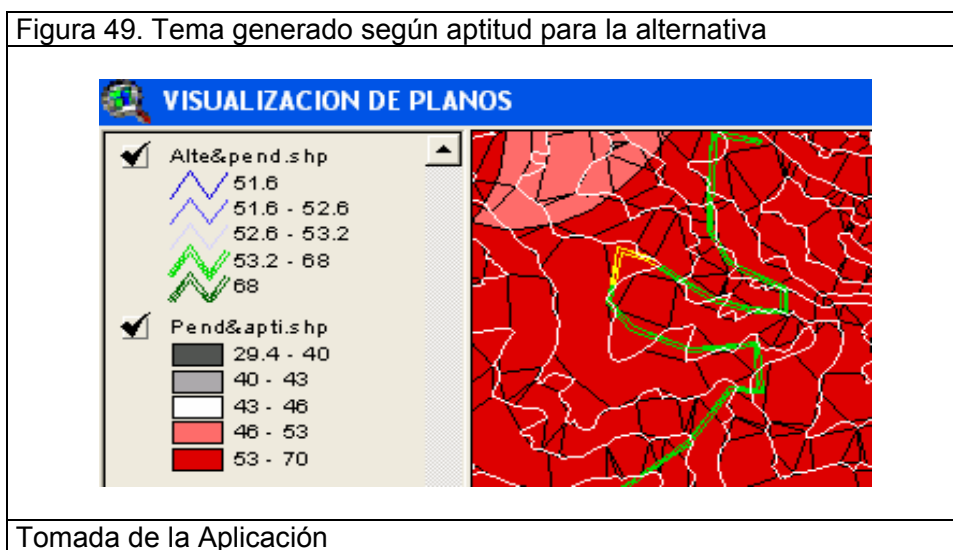 Figura 49. Tema generado según aptitud para la alternativa
VISUALIZACION DE PLANOS
Alte&pend.shp
51.6
51.6 - 52.6
52.6 - 53.2
53.2 - 68
68
Pend&apti.shp
29.4 - 40
40 - 43
43 - 46
46 - 53
53 - 70
Tomada de la Aplicación